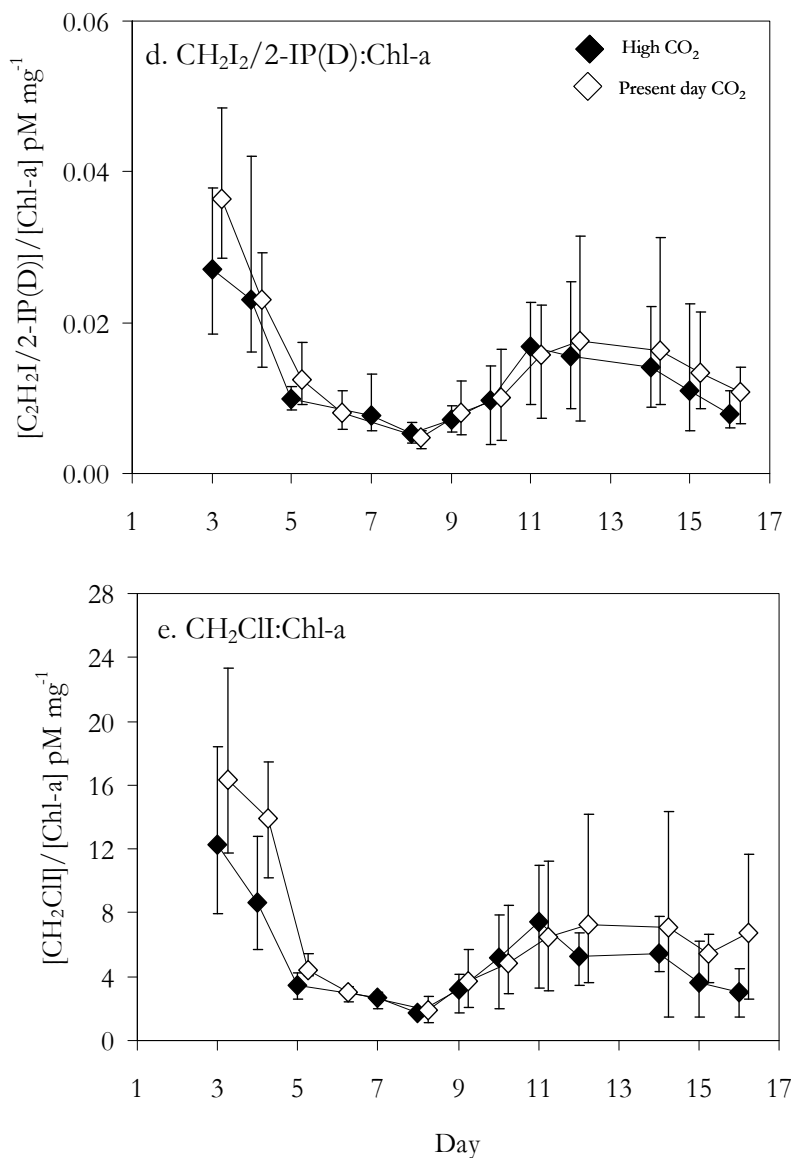 0.06
d. CH₂I₂/2-IP(D):Chl-a
High CO₂
Present day CO₂
0.04
0.02
0.00
[C₂H₂I/2-IP(D)]/[Chl-a] pM mg⁻¹
1 3 5 7 9 11 13 15 17
28
e. CH₂ClI:Chl-a
24
20
16
12
8
4
0
[CH₂ClI]/[Chl-a] pM mg⁻¹
1 3 5 7 9 11 13 15 17
Day